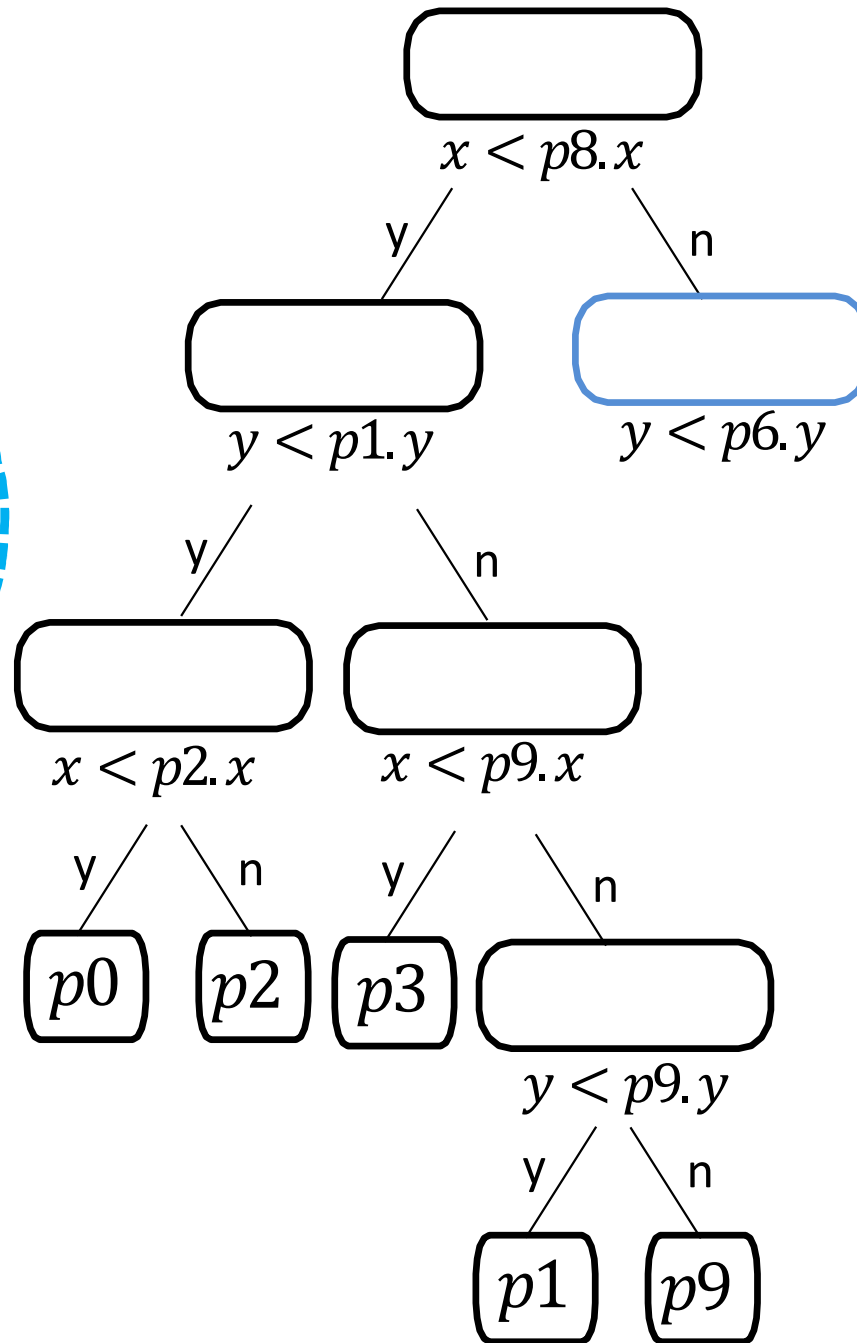 x < p8.x
y n
y < p1.y y < p6.y
y n
x < p2.x x < p9.x
y n y n
p0 p2 p3
y < p9.y
y n
p1 p9